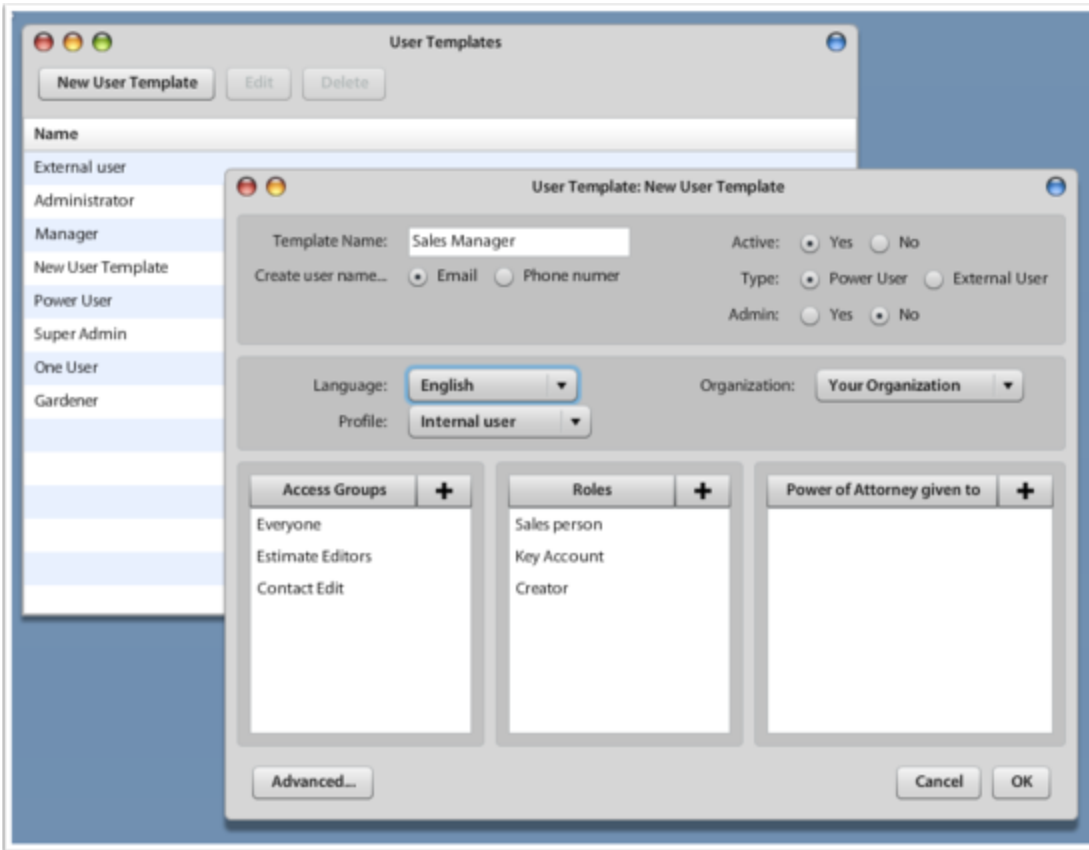 User Templates
New User Template Edit Delete
Name
External user
Administrator
Manager
New User Template
Power User
Super Admin
One User
Gardener
User Template: New User Template
Template Name: Sales Manager Active: Yes No
Create user name... Email Phone numer Type: Power User External User
Admin: Yes No
Language: English Organization: Your Organization
Profile: Internal user
Access Groups + Roles + Power of Attorney given to +
Everyone Sales person
Estimate Editors Key Account
Contact Edit Creator
Advanced... Cancel OK